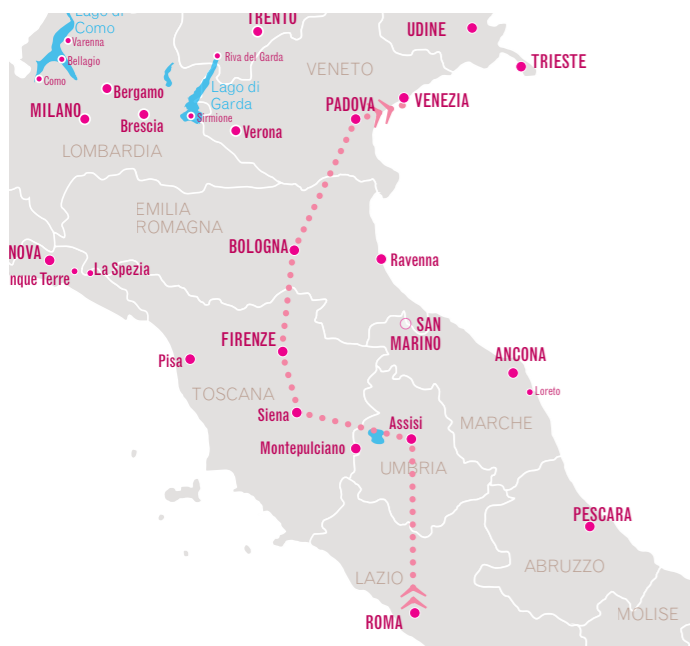 Lago di
Como
TRENTO
UDINE
Varenna
Bellagio
Riva del Garda
VENETO
TRIESTE
Como
Bergamo
Lago di
Garda
PADOVA
VENEZIA
MILANO
Brescia
Sirmione
Verona
LOMBARDIA
EMILIA
ROMAGNA
BOLOGNA
NOVA
La Spezia
nque Terre
Ravenna
SAN
MARINO
FIRENZE
Pisa
ANCONA
TOSCANA
Loreto
Siena
Assisi
MARCHE
Montepulciano
UMBRIA
PESCARA
LAZIO
ABRUZZO
MOLISE
ROMA